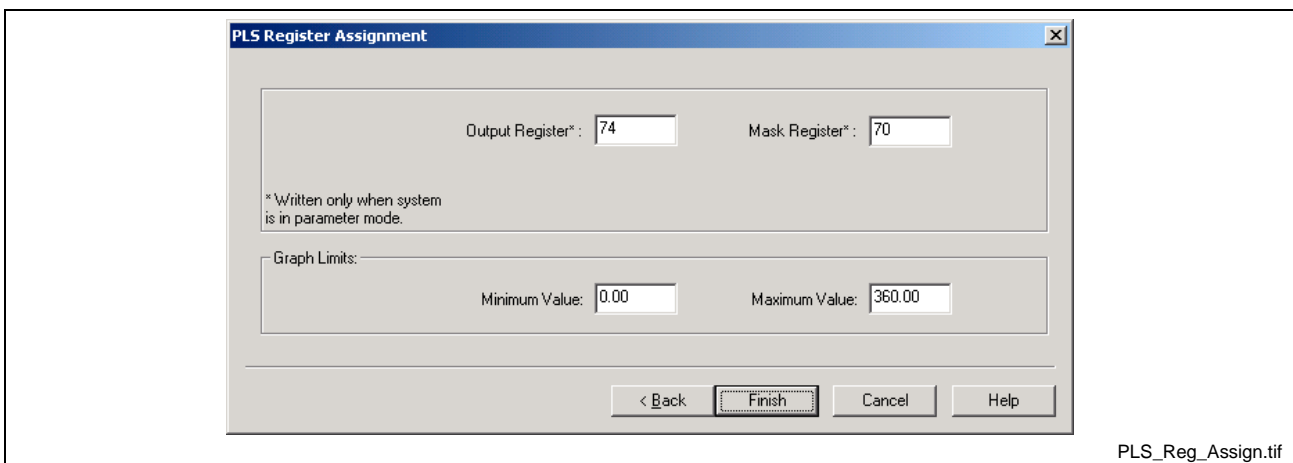 PLS Register Assignment
Output Register* : 74 Mask Register* : 70
* Written only when system
is in parameter mode.
Graph Limits:
Minimum Value: 0.00 Maximum Value: 360.00
< Back Finish Cancel Help
PLS_Reg_Assign.tif